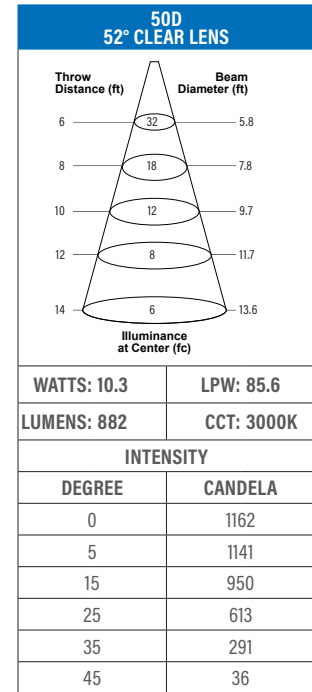 50D
52° CLEAR LENS
Throw Distance (ft)
Beam Diameter (ft)
6 32 5.8
8 18 7.8
10 12 9.7
12 8 11.7
14 6 13.6
Illuminance
at Center (fc)
WATTS: 10.3 LPW: 85.6
LUMENS: 882 CCT: 3000K
INTENSITY
DEGREE CANDELA
0 1162
5 1141
15 950
25 613
35 291
45 36